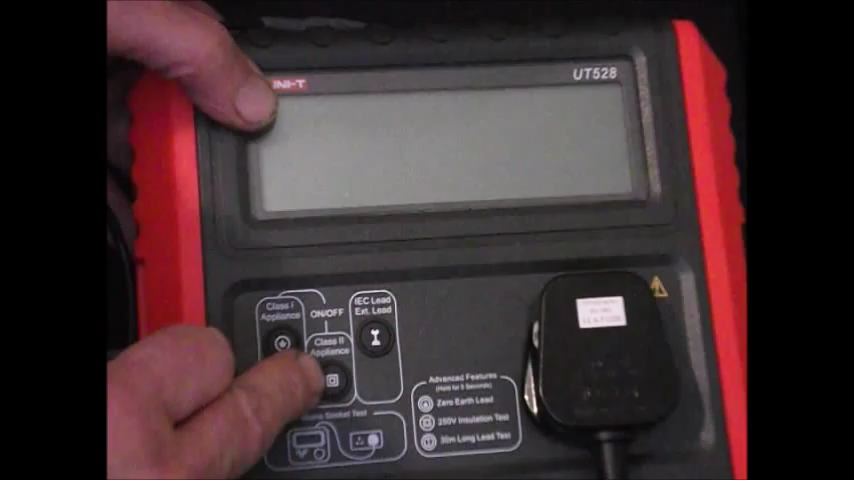 UNI-T
UT528
Class I
Appliance
ON/OFF
Class II
Appliance
IEC Lead
Ext. Lead
Socket Test
Advanced Features
(Hold for 5 Seconds)
Zero Earth Lead
250V Insulation Test
30m Long Lead Test